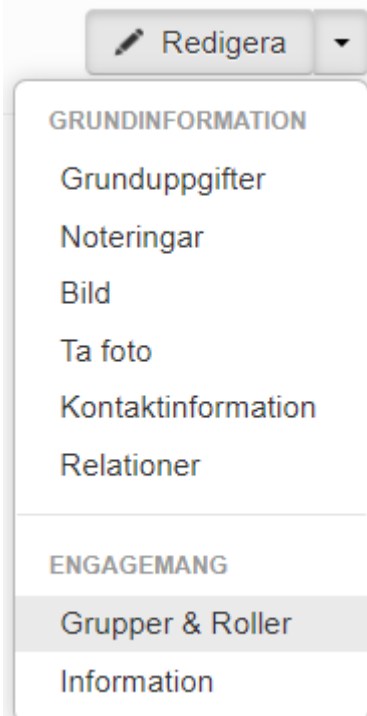 Redigera
GRUNDINFORMATION
Grunduppgifter
Noteringar
Bild
Ta foto
Kontaktinformation
Relationer
ENGAGEMANG
Grupper & Roller
Information